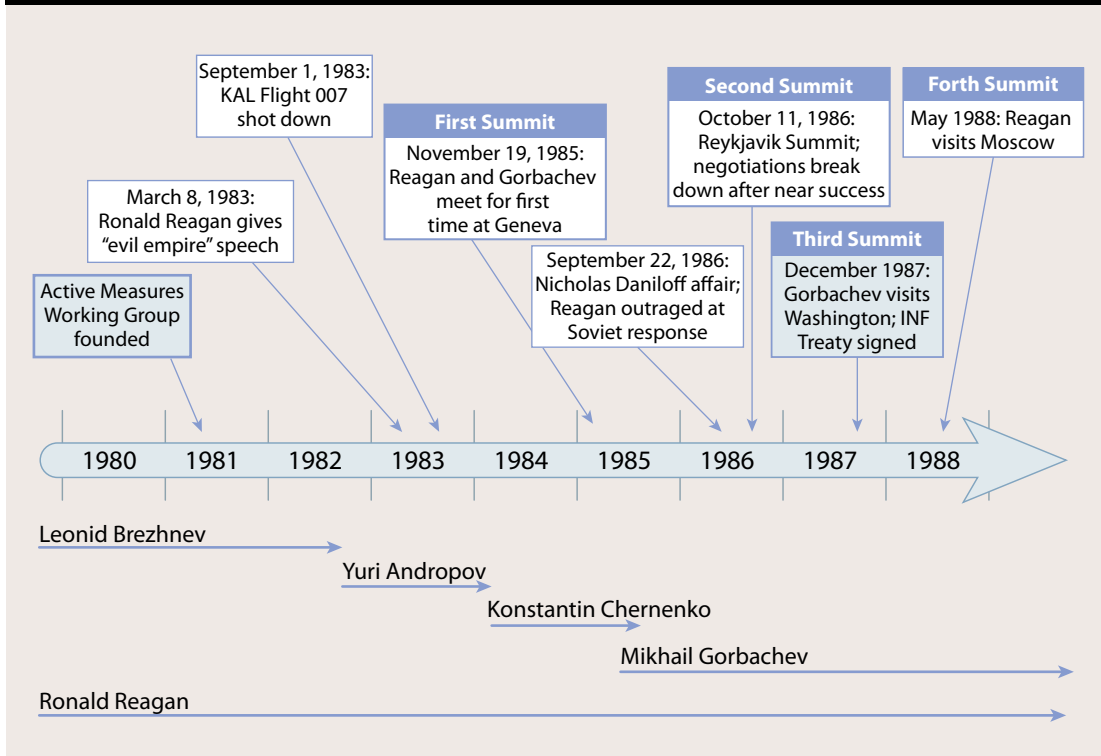 September 1, 1983:
KAL Flight 007
shot down
March 8, 1983:
Ronald Reagan gives
“evil empire” speech
Active Measures
Working Group
founded
First Summit
November 19, 1985:
Reagan and Gorbachev
meet for first
time at Geneva
September 22, 1986:
Nicholas Daniloff affair;
Reagan outraged at
Soviet response
Second Summit
October 11, 1986:
Reykjavik Summit;
negotiations break
down after near success
Third Summit
December 1987:
Gorbachev visits
Washington; INF
Treaty signed
Forth Summit
May 1988: Reagan
visits Moscow
1980 1981 1982 1983 1984 1985 1986 1987 1988
Leonid Brezhnev
Yuri Andropov
Konstantin Chernenko
Mikhail Gorbachev
Ronald Reagan